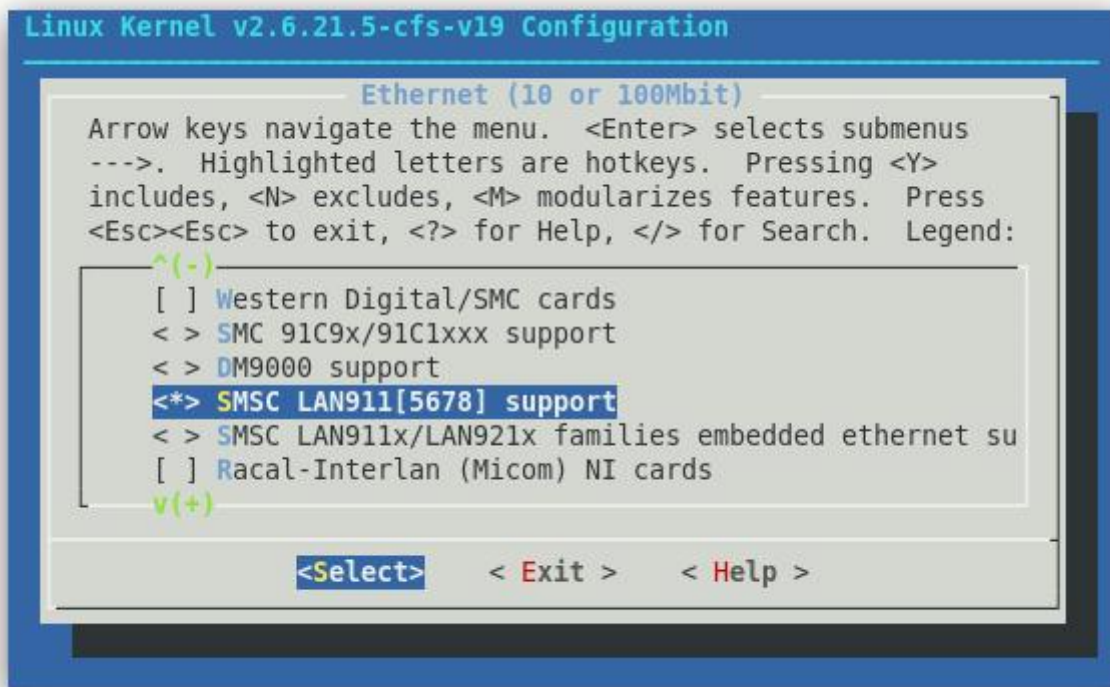 Linux Kernel v2.6.21.5-cfs-v19 Configuration
Ethernet (10 or 100Mbit)
Arrow keys navigate the menu.  <Enter> selects submenus
--->.  Highlighted letters are hotkeys.  Pressing <Y>
includes, <N> excludes, <M> modularizes features.  Press
<Esc><Esc> to exit, <?> for Help, </> for Search.  Legend:
^(-)
[ ] Western Digital/SMC cards
< > SMC 91C9x/91C1xxx support
< > DM9000 support
<*> SMSC LAN911[5678] support
< > SMSC LAN911x/LAN921x families embedded ethernet su
[ ] Racal-Interlan (Micom) NI cards
v(+)
<Select>    < Exit >    < Help >